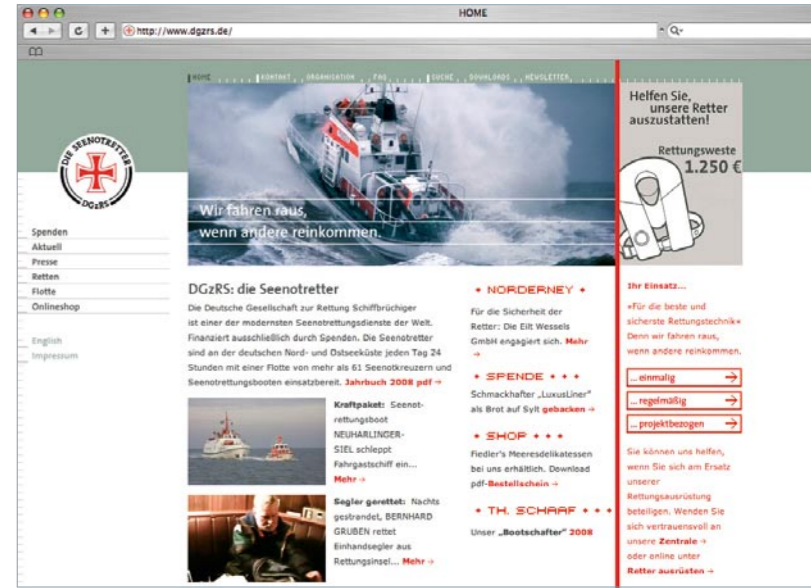 HOME
http://www.dgzrs.de/
Q-
HOME
KONTAKT
ORGANISATION
FAQ
SUCHE
DOWNLOADS
NEWSLETTER
DIE SEENOTRETTER
DGzRS
Spenden
Aktuell
Presse
Retten
Flotte
Onlineshop
English
Impressum
Wir fahren raus,
wenn andere reinkommen.
DGzRS: die Seenotretter
Die Deutsche Gesellschaft zur Rettung Schiffbrüchiger
ist einer der modernsten Seenotrettungsdienste der Welt.
Finanziert ausschließlich durch Spenden. Die Seenotretter
sind an der deutschen Nord- und Ostseeküste jeden Tag 24
Stunden mit einer Flotte von mehr als 61 Seenotkreuzern und
Seenotrettungsbooten einsatzbereit. Jahrbuch 2008 pdf →
Kraftpaket: Seenot-
rettungsboot
NEUHARLINGER-
SIEL schleppt
Fahrgastschiff ein...
Mehr →
Segler gerettet: Nachts
gestrandet, BERNHARD
GRUBEN rettet
Einhandsegler aus
Rettungsinsel... Mehr →
+ NORDERNEY +
Für die Sicherheit der
Retter: Die Eilt Wessels
GmbH engagiert sich. Mehr
→
+ SPENDE + + +
Schmackhafter „LuxusLiner"
als Brot auf Sylt gebacken →
+ SHOP + + +
Fiedler's Meeresdelikatessen
bei uns erhältlich. Download
pdf-Bestellschein →
+ TH. SCHAAF + + +
Unser „Bootschafter" 2008
Helfen Sie,
unsere Retter
auszustatten!
Rettungsweste
1.250 €
Ihr Einsatz...
»Für die beste und
sicherste Rettungstechnik«
Denn wir fahren raus,
wenn andere reinkommen.
... einmalig →
... regelmäßig →
... projektbezogen →
Sie können uns helfen,
wenn Sie sich am Ersatz
unserer
Rettungsausrüstung
beteiligen. Wenden Sie
sich vertrauensvoll an
unsere Zentrale →
oder online unter
Retter ausrüsten →